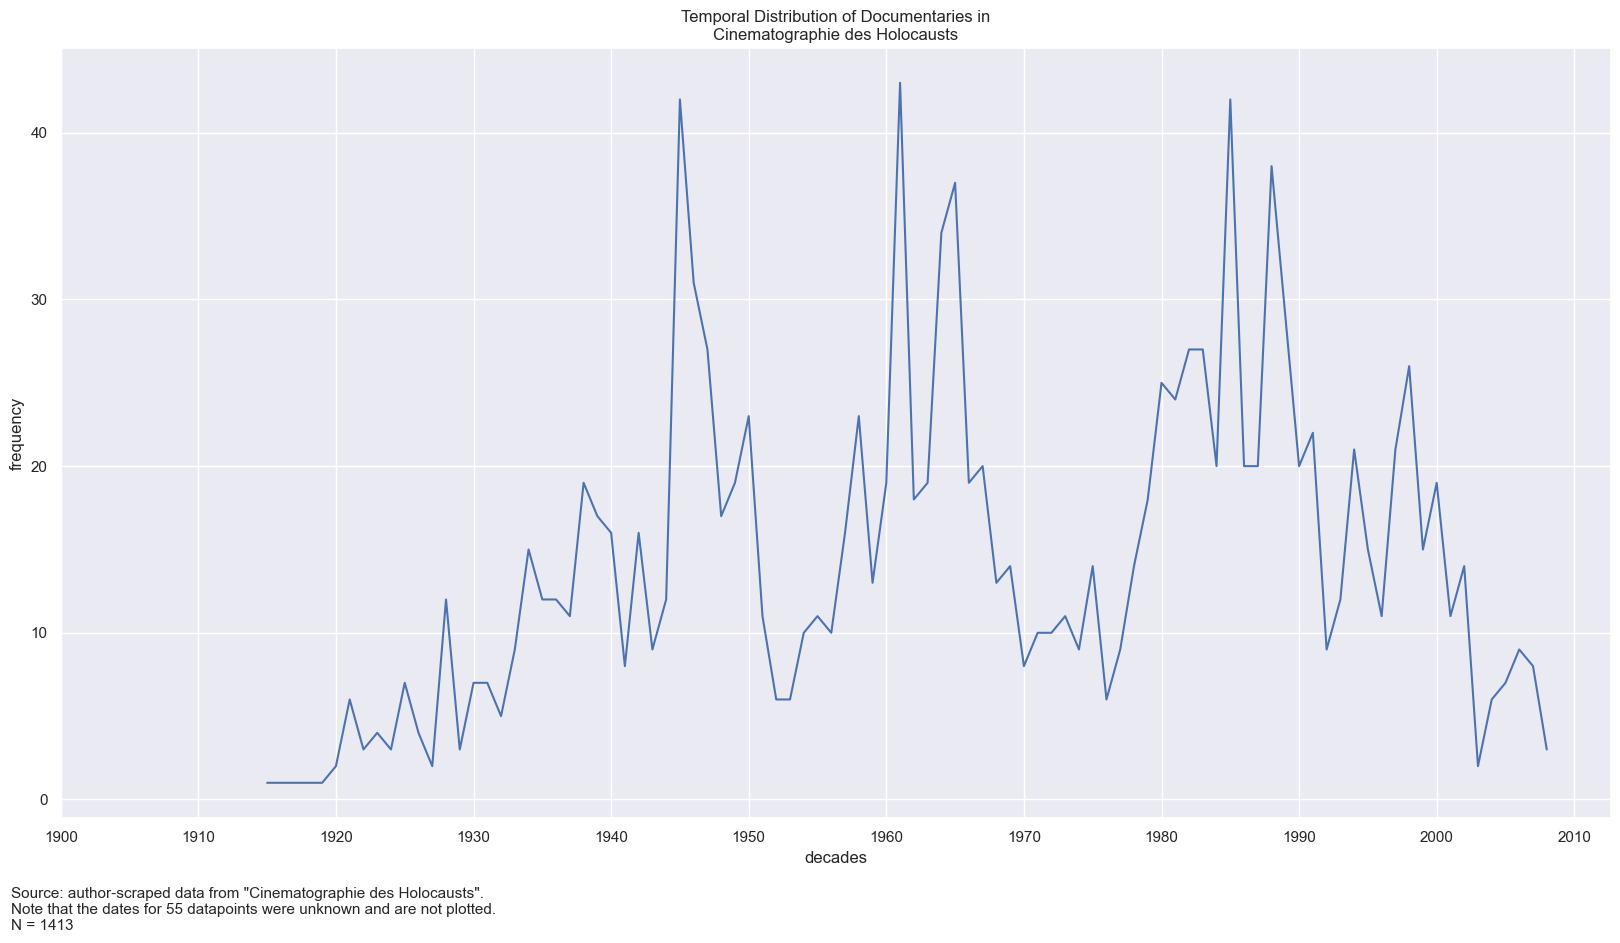 Temporal Distribution of Documentaries in
Cinematographie des Holocausts
frequency
40
30
20
10
0
1900 1910 1920 1930 1940 1950 1960 1970 1980 1990 2000 2010
decades
Source: author-scraped data from "Cinematographie des Holocausts".
Note that the dates for 55 datapoints were unknown and are not plotted.
N = 1413